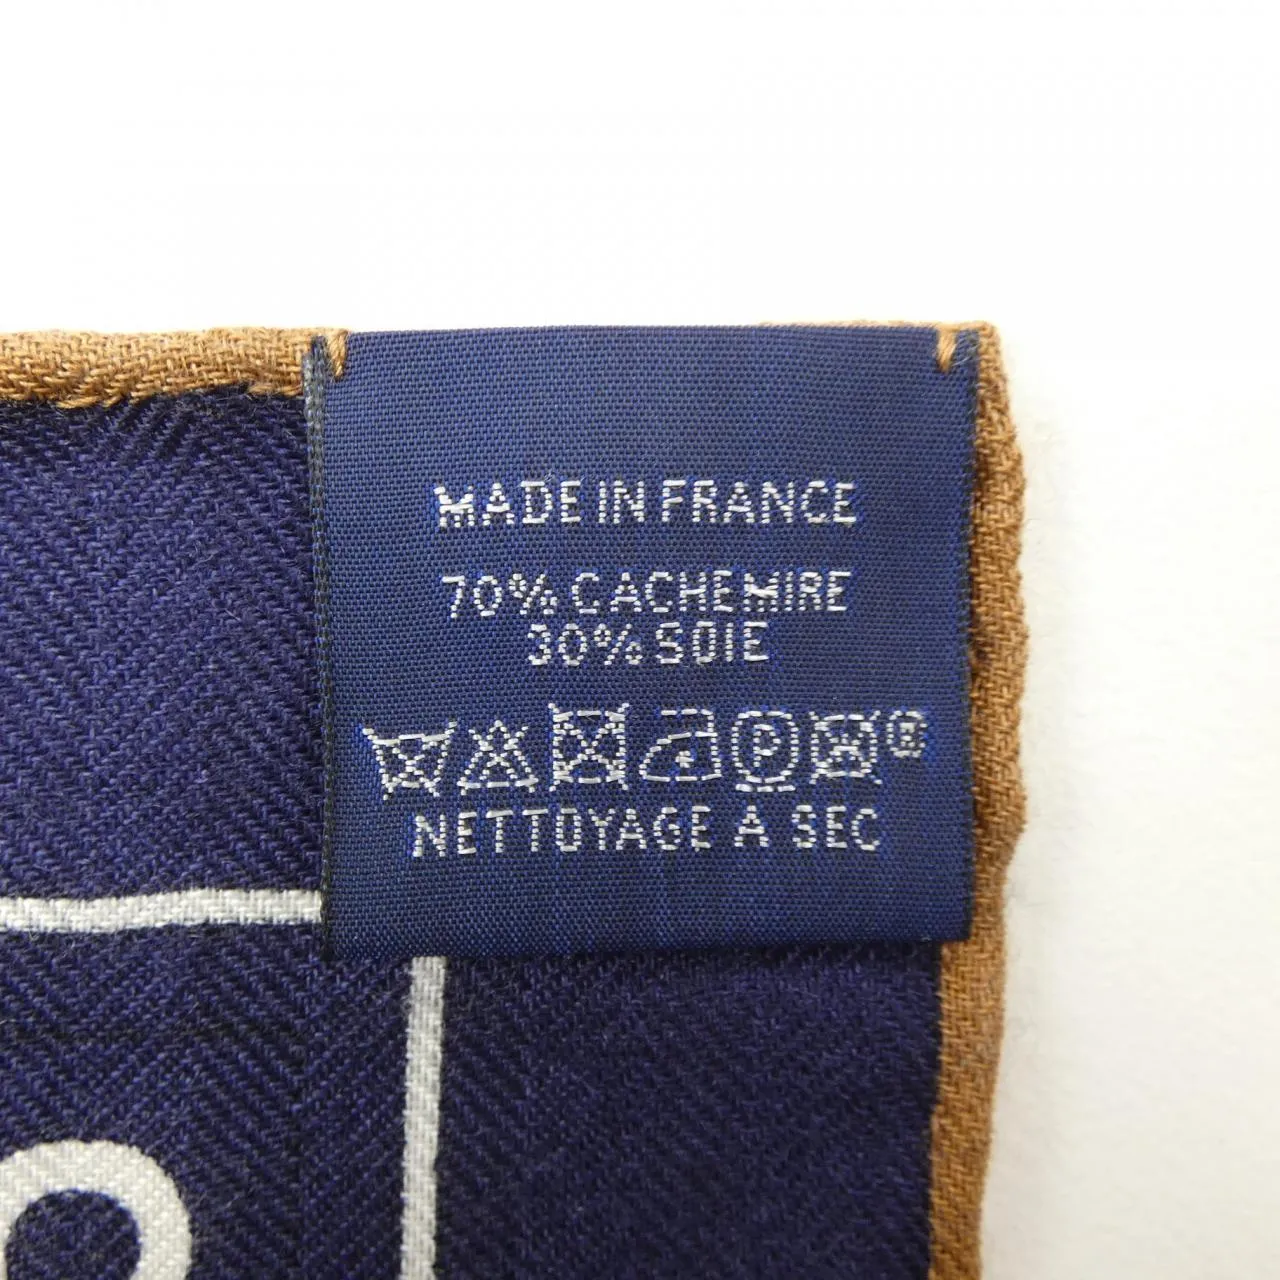 MADE IN FRANCE
70% CACHEMIRE
30% SOIE
P
NETTOYAGE A SEC